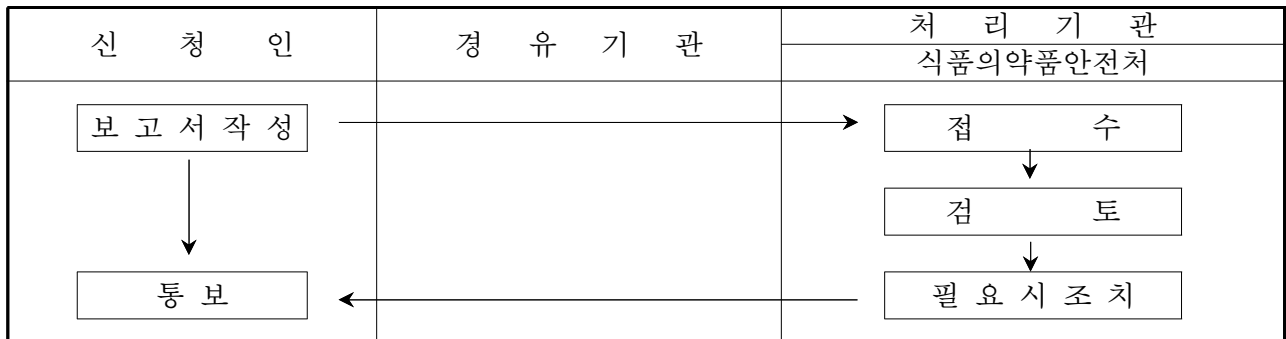 신 청 인
경 유 기 관
처 리 기 관
식품의약품안전처
보 고 서 작 성
접 수
검 토
통 보
필 요 시 조 치